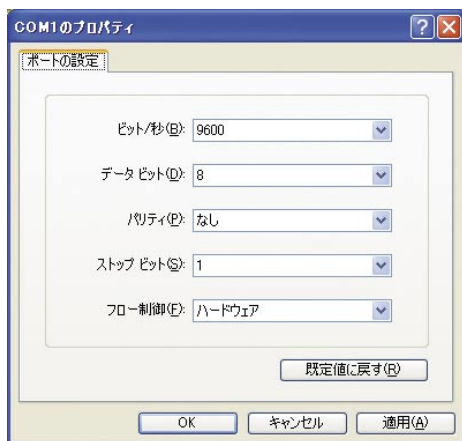 COM1のプロパティ
ポートの設定
ビット/秒(B): 9600
データ ビット(D): 8
パリティ(P): なし
ストップ ビット(S): 1
フロー制御(F): ハードウェア
既定値に戻す(R)
OK キャンセル 適用(A)